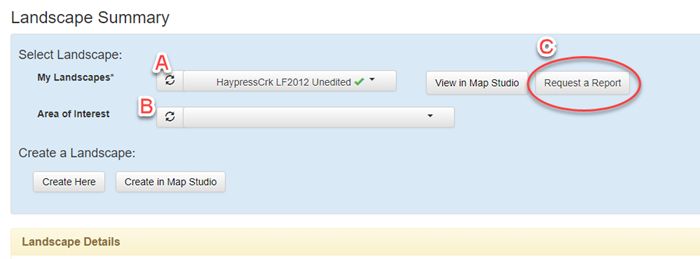 Landscape Summary
Select Landscape:
C
A
My Landscapes* HaypressCrk LF2012 Unedited View in Map Studio Request a Report
B
Area of Interest
Create a Landscape:
Create Here Create in Map Studio
Landscape Details